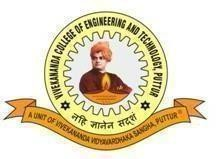 VIVEKANANDA COLLEGE OF ENGINEERING AND TECHNOLOGY, PUTTUR
नहि ज्ञानेन सदृशं
A UNIT OF VIVEKANANDA VIDYAVARDHAKA SANGHA, PUTTUR